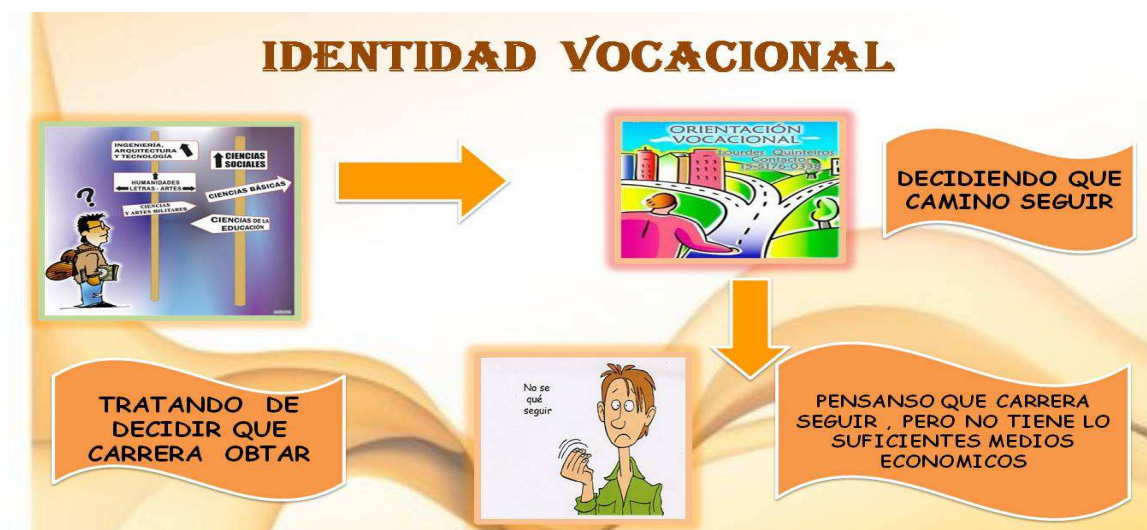 IDENTIDAD VOCACIONAL
INGENIERÍA,
ARQUITECTURA
Y TECNOLOGÍA
CIENCIAS
SOCIALES
HUMANIDADES
LETRAS - ARTES
CIENCIAS BÁSICAS
CIENCIAS
Y ARTES MILITARES
CIENCIAS DE LA
EDUCACIÓN
?
ORIENTACIÓN
VOCACIONAL
Lourdes Quinteiros
Contacto:
DECIDIENDO QUE
CAMINO SEGUIR
TRATANDO DE
DECIDIR QUE
CARRERA OBTAR
No se
qué
seguir
PENSANSO QUE CARRERA
SEGUIR , PERO NO TIENE LO
SUFICIENTES MEDIOS
ECONOMICOS